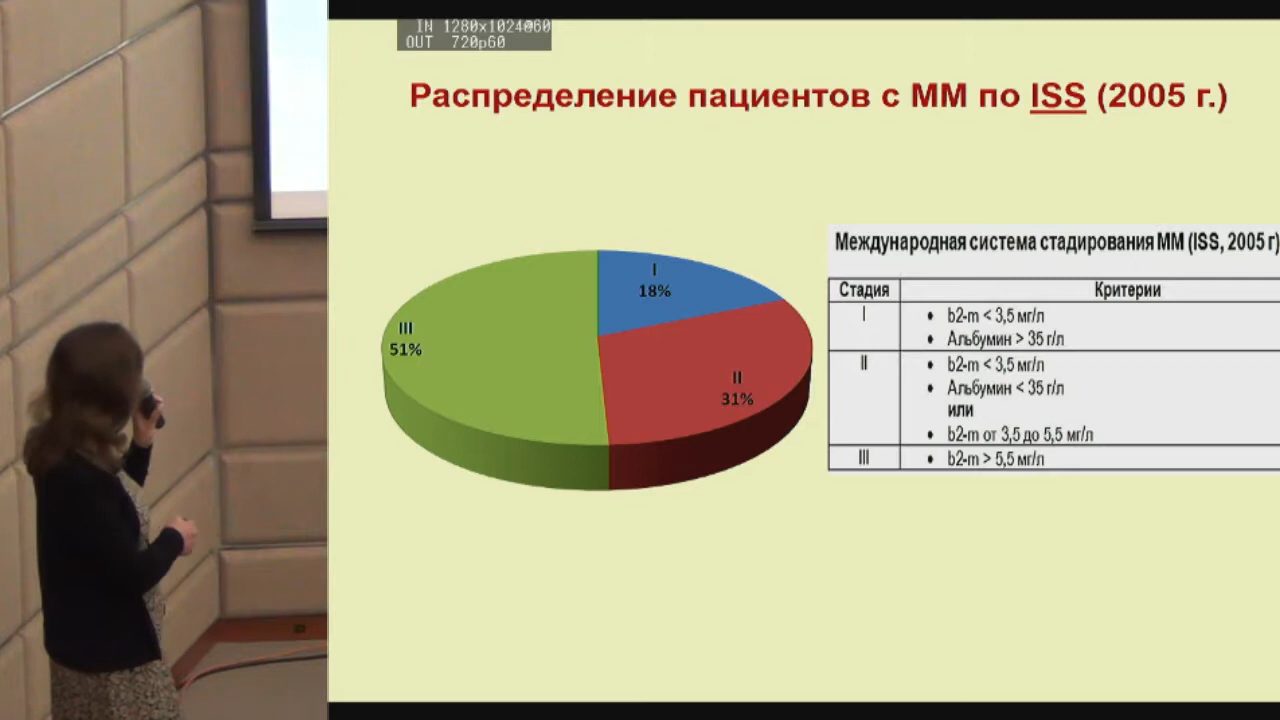 IN 1280x1024@60
OUT 720p60
Распределение пациентов с ММ по ISS (2005 г.)
I
18%
III
51%
II
31%
Международная система стадирования ММ (ISS, 2005 г)
Стадия Критерии
I • b2-m < 3,5 мг/л
• Альбумин > 35 г/л
II • b2-m < 3,5 мг/л
• Альбумин < 35 г/л
или
• b2-m от 3,5 до 5,5 мг/л
III • b2-m > 5,5 мг/л